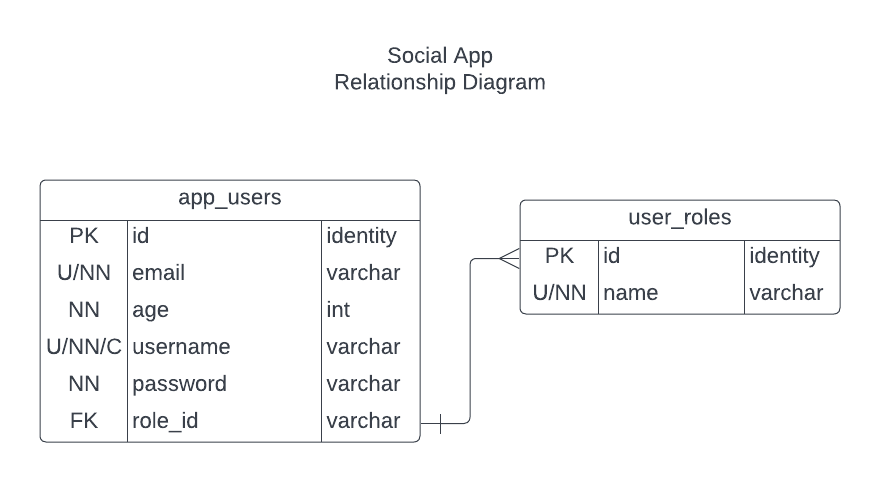 Social App
Relationship Diagram
app_users
PK id identity
U/NN email varchar
NN age int
U/NN/C username varchar
NN password varchar
FK role_id varchar
user_roles
PK id identity
U/NN name varchar